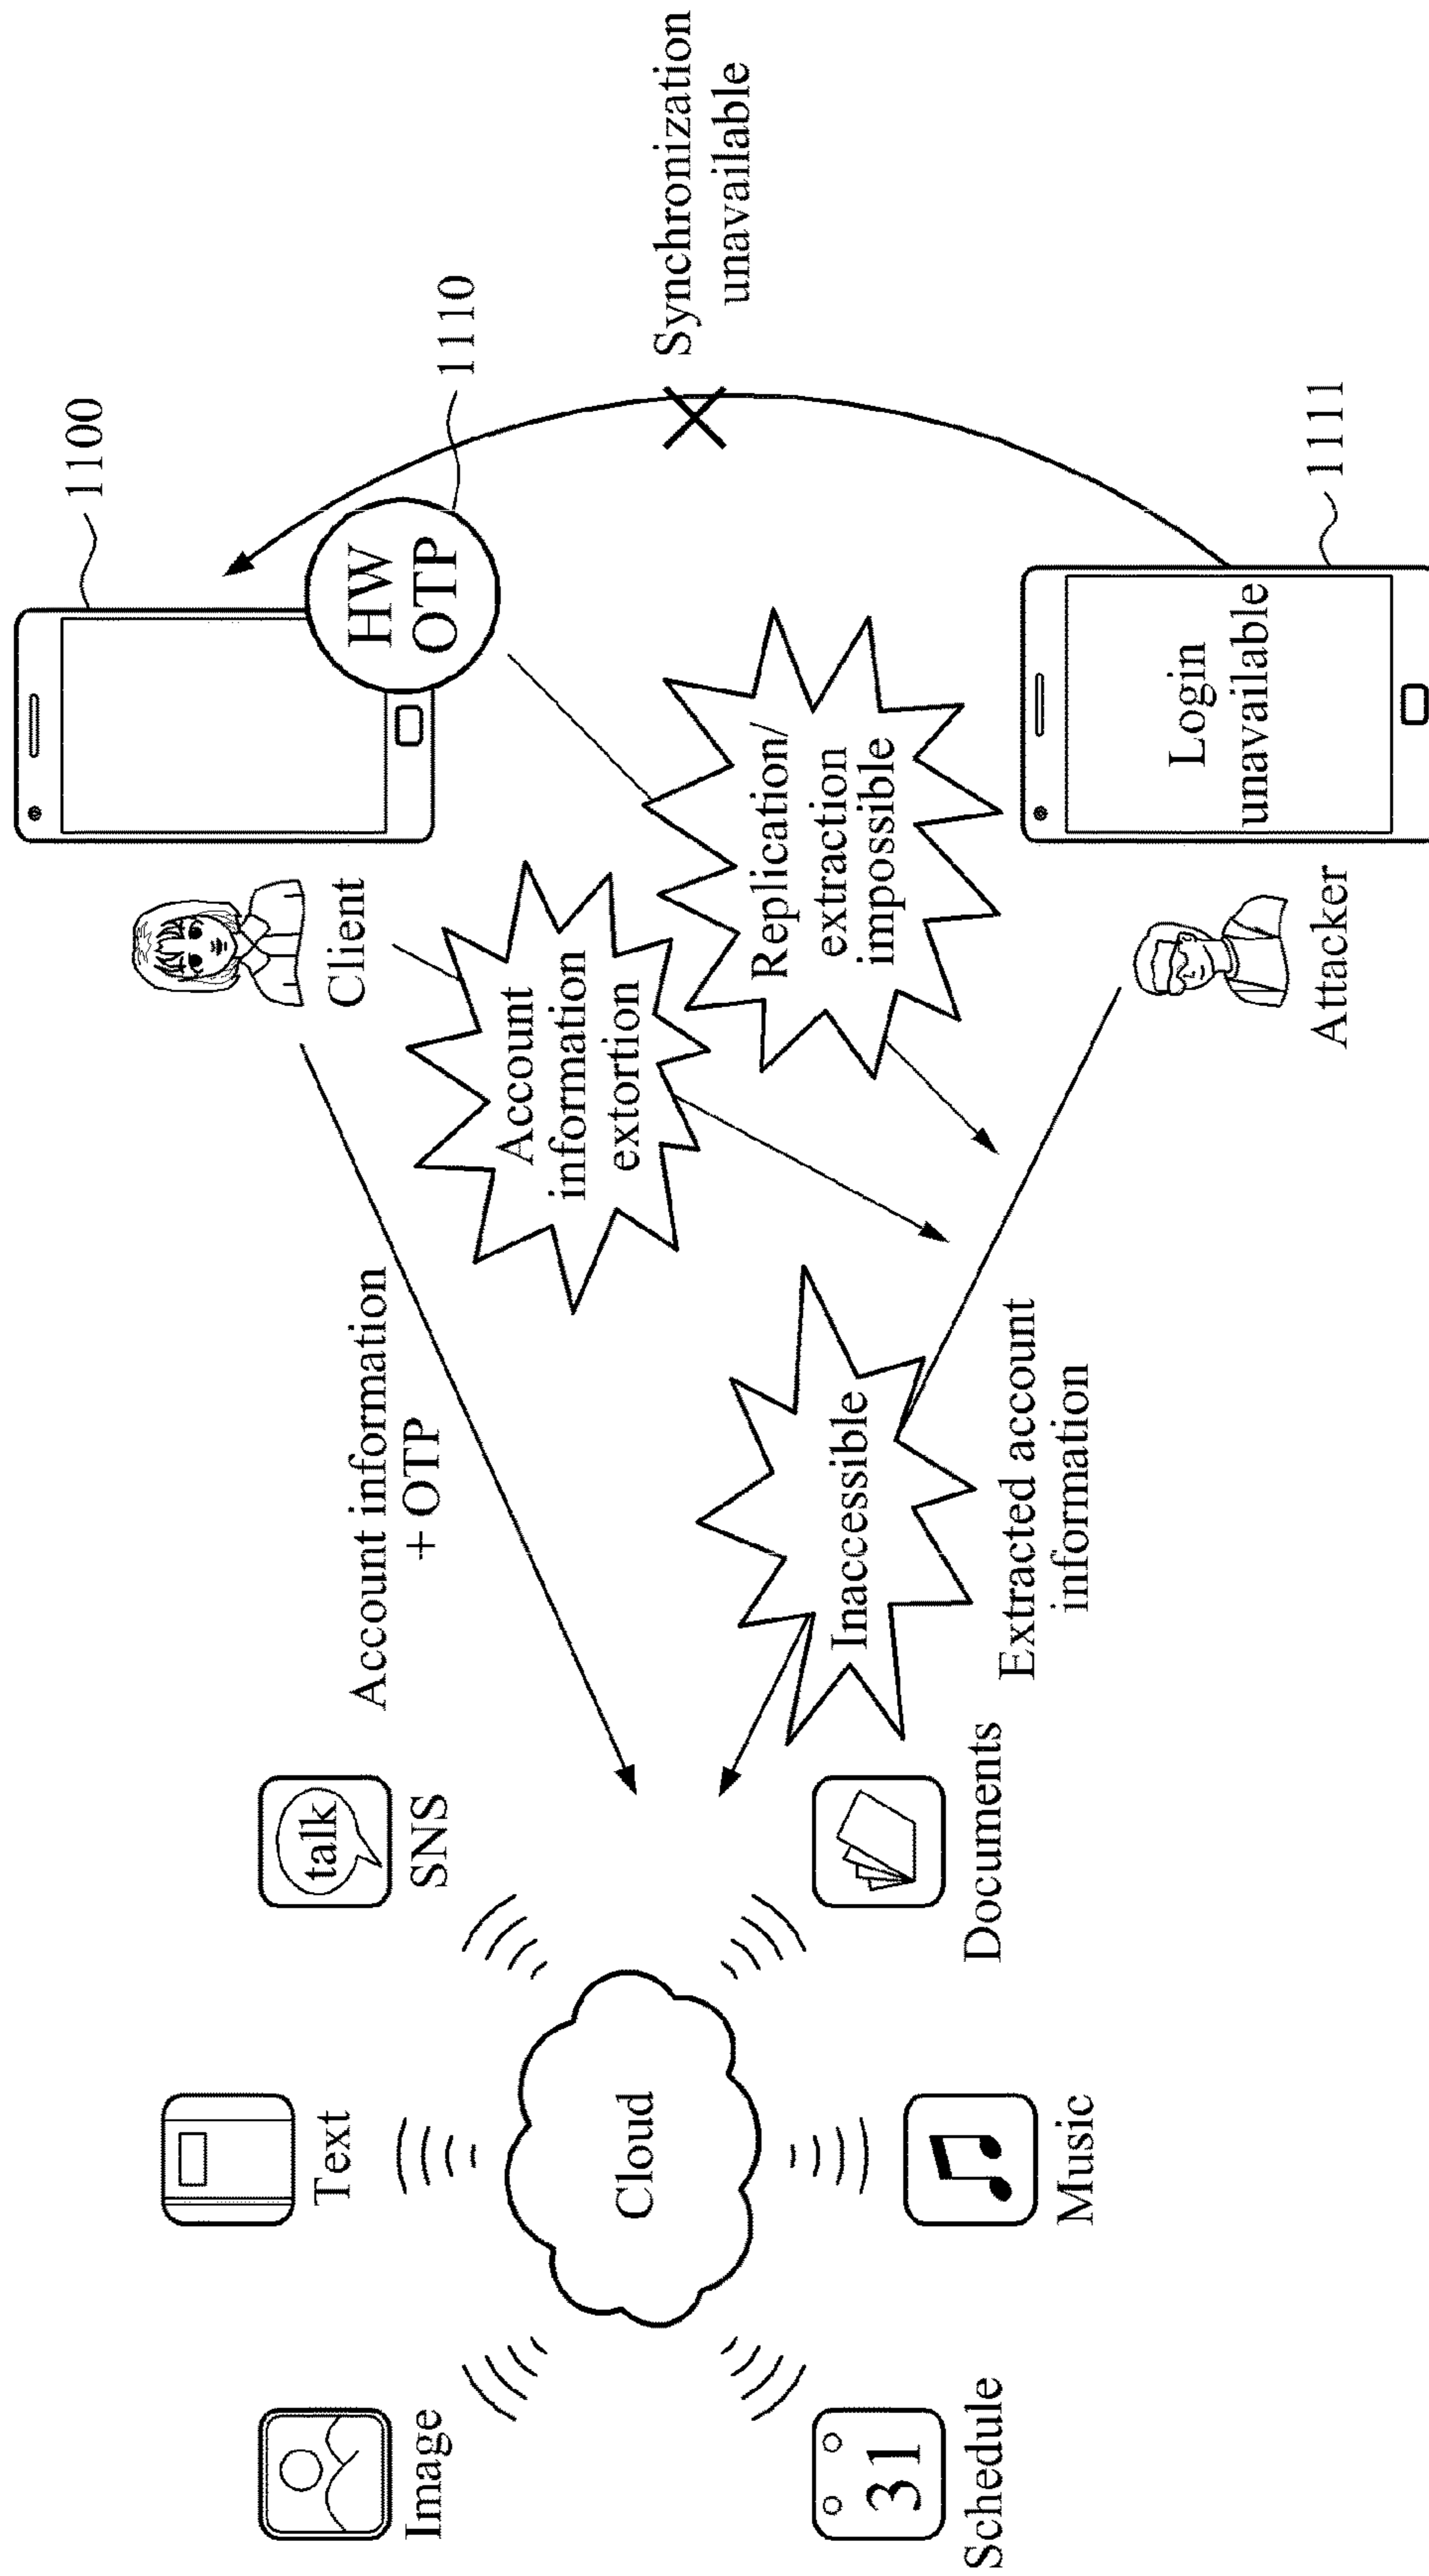 Image
Text
talk
SNS
Cloud
31
Schedule
Music
Documents
Account information
+ OTP
Inaccessible
Extracted account
information
Account
information
extortion
Replication/
extraction
impossible
Client
Attacker
HW
OTP
1100
1110
Login
unavailable
1111
Synchronization
unavailable